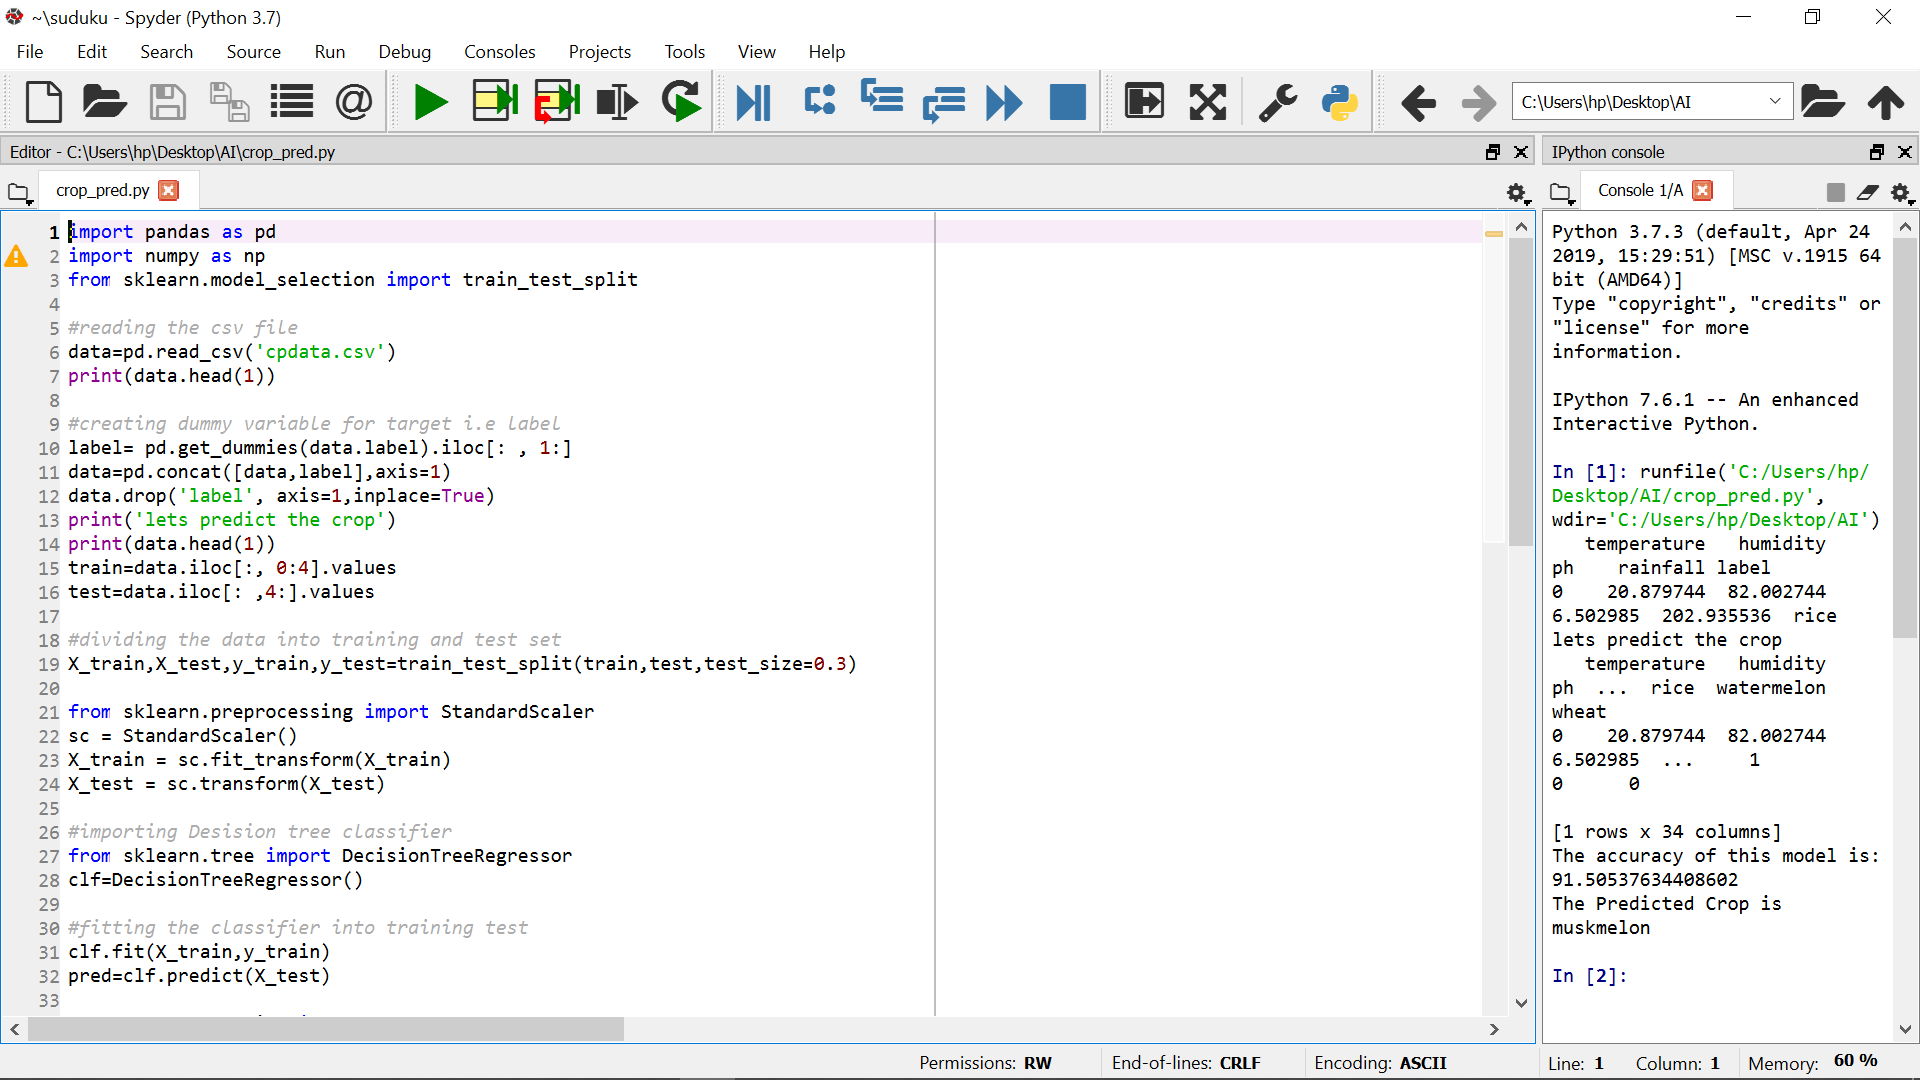 ~\suduku - Spyder (Python 3.7)
File Edit Search Source Run Debug Consoles Projects Tools View Help
C:\Users\hp\Desktop\AI
Editor - C:\Users\hp\Desktop\AI\crop_pred.py
crop_pred.py
1 import pandas as pd
2 import numpy as np
3 from sklearn.model_selection import train_test_split
4
5 #reading the csv file
6 data=pd.read_csv('cpdata.csv')
7 print(data.head(1))
8
9 #creating dummy variable for target i.e label
10 label= pd.get_dummies(data.label).iloc[: , 1:]
11 data=pd.concat([data,label],axis=1)
12 data.drop('label', axis=1,inplace=True)
13 print('lets predict the crop')
14 print(data.head(1))
15 train=data.iloc[:, 0:4].values
16 test=data.iloc[: ,4:].values
17
18 #dividing the data into training and test set
19 X_train,X_test,y_train,y_test=train_test_split(train,test,test_size=0.3)
20
21 from sklearn.preprocessing import StandardScaler
22 sc = StandardScaler()
23 X_train = sc.fit_transform(X_train)
24 X_test = sc.transform(X_test)
25
26 #importing Desision tree classifier
27 from sklearn.tree import DecisionTreeRegressor
28 clf=DecisionTreeRegressor()
29
30 #fitting the classifier into training test
31 clf.fit(X_train,y_train)
32 pred=clf.predict(X_test)
33
IPython console
Console 1/A
Python 3.7.3 (default, Apr 24
2019, 15:29:51) [MSC v.1915 64
bit (AMD64)]
Type "copyright", "credits" or
"license" for more
information.
IPython 7.6.1 -- An enhanced
Interactive Python.
In [1]: runfile('C:/Users/hp/
Desktop/AI/crop_pred.py',
wdir='C:/Users/hp/Desktop/AI')
temperature humidity
ph rainfall label
0 20.879744 82.002744
6.502985 202.935536 rice
lets predict the crop
temperature humidity
ph ... rice watermelon
wheat
0 20.879744 82.002744
6.502985 ... 1
0 0
[1 rows x 34 columns]
The accuracy of this model is:
91.50537634408602
The Predicted Crop is
muskmelon
In [2]:
Permissions: RW End-of-lines: CRLF Encoding: ASCII Line: 1 Column: 1 Memory: 60 %